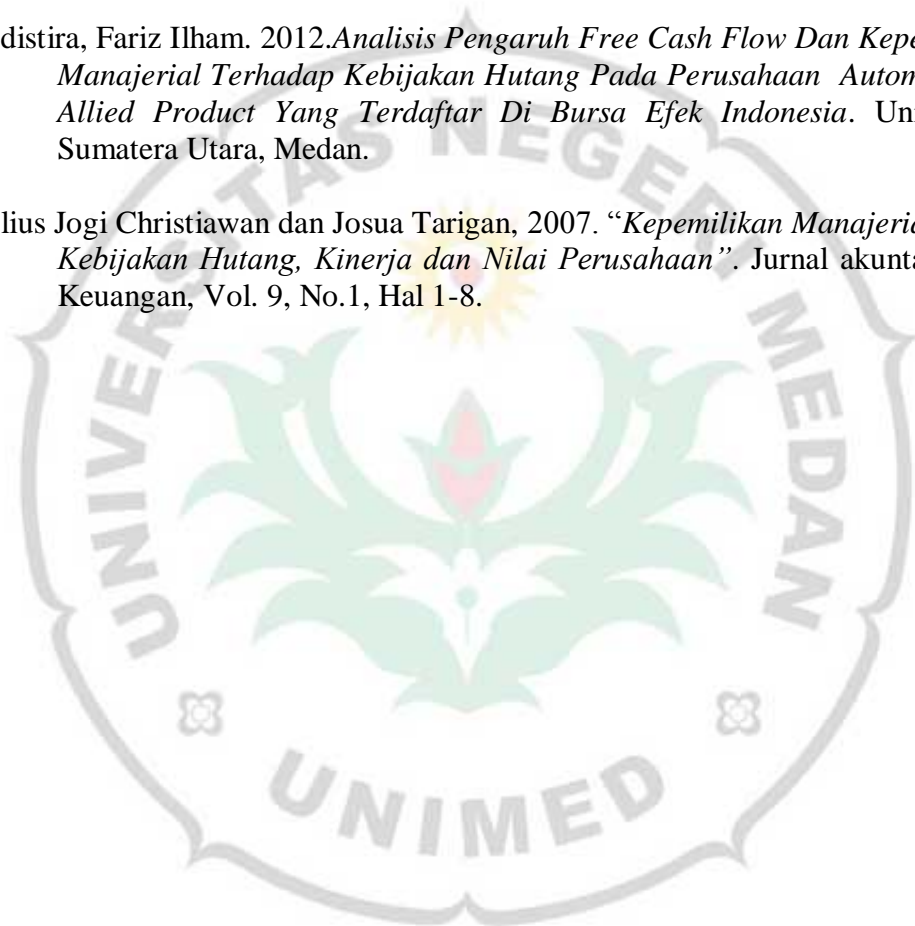 distira, Fariz Ilham. 2012.Analisis Pengaruh Free Cash Flow Dan Kepe
Manajerial Terhadap Kebijakan Hutang Pada Perusahaan Autom
Allied Product Yang Terdaftar Di Bursa Efek Indonesia. Uni
Sumatera Utara, Medan.
lius Jogi Christiawan dan Josua Tarigan, 2007. “Kepemilikan Manajeria
Kebijakan Hutang, Kinerja dan Nilai Perusahaan”. Jurnal akunta
Keuangan, Vol. 9, No.1, Hal 1-8.
UNIVERSITAS NEGERI MEDAN
UNIMED